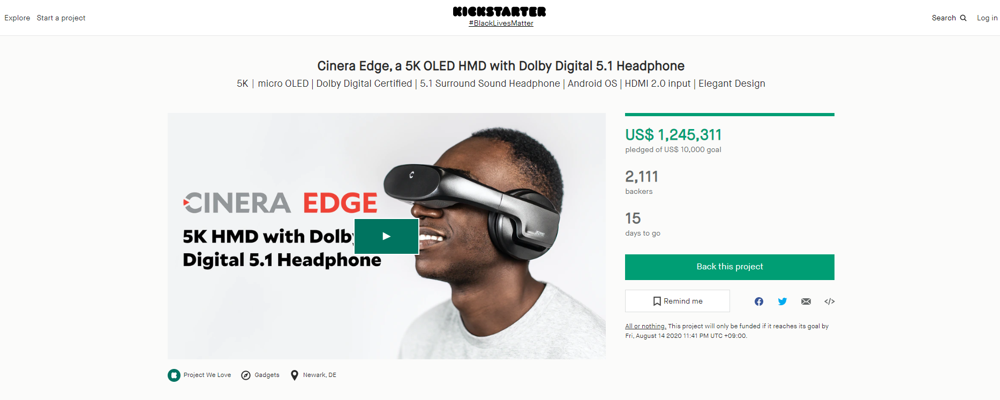 Explore Start a project
KICKSTARTER
#BlackLivesMatter
Search Log in
Cinera Edge, a 5K OLED HMD with Dolby Digital 5.1 Headphone
5K | micro OLED | Dolby Digital Certified | 5.1 Surround Sound Headphone | Android OS | HDMI 2.0 input | Elegant Design
CINERA EDGE
5K HMD with Dolby
Digital 5.1 Headphone
US$ 1,245,311
pledged of US$ 10,000 goal
2,111
backers
15
days to go
Back this project
Remind me
All or nothing. This project will only be funded if it reaches its goal by
Fri, August 14 2020 11:41 PM UTC +09:00.
Project We Love Gadgets Newark, DE